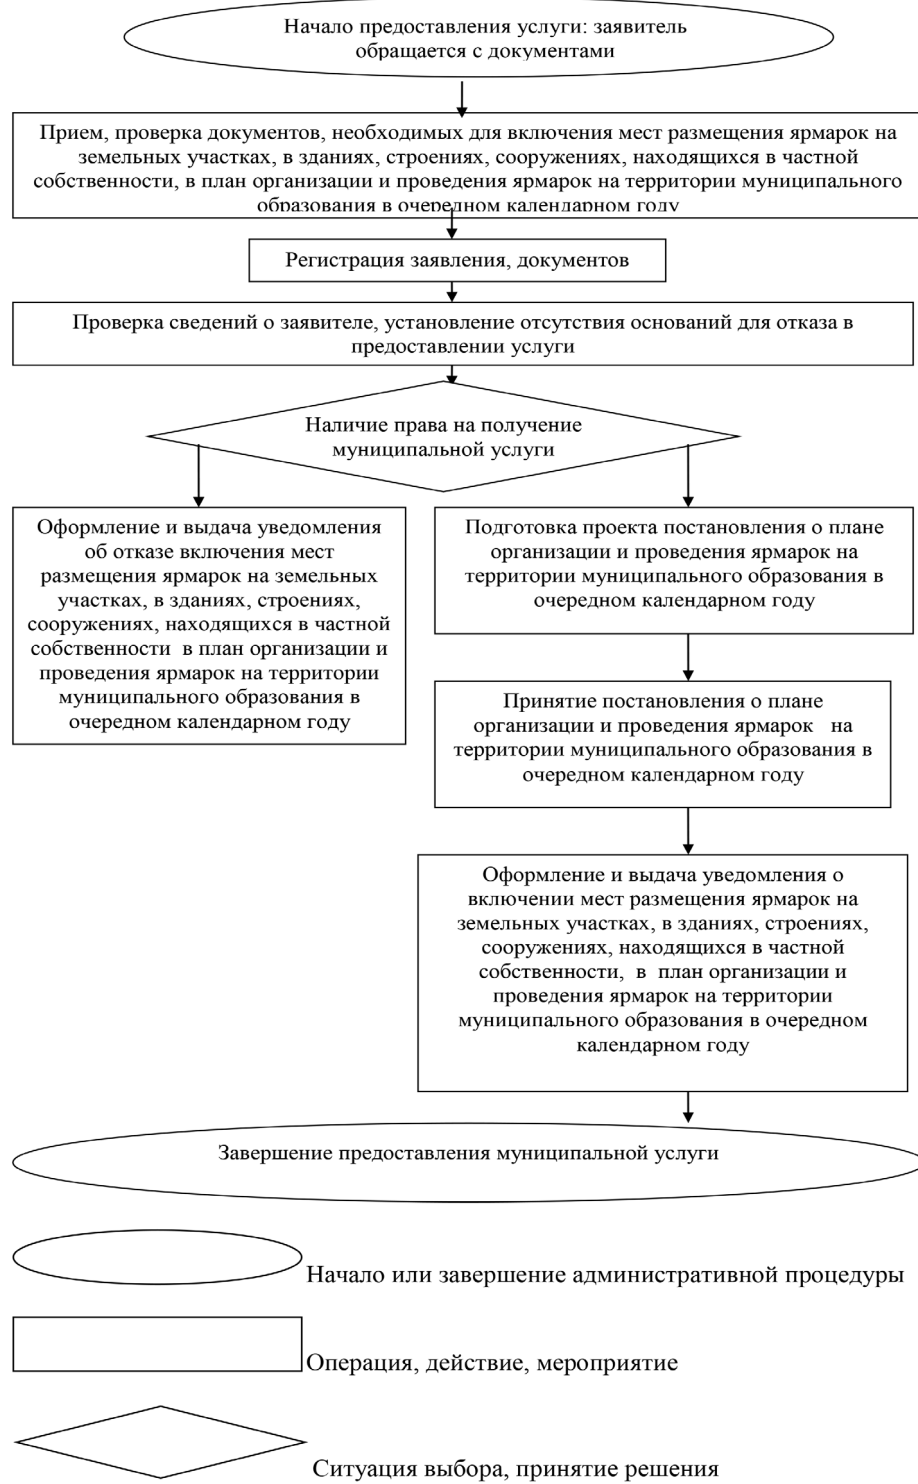 Начало предоставления услуги: заявитель
обращается с документами
Прием, проверка документов, необходимых для включения мест размещения ярмарок на
земельных участках, в зданиях, строениях, сооружениях, находящихся в частной
собственности, в план организации и проведения ярмарок на территории муниципального
образования в очередном календарном году
Регистрация заявления, документов
Проверка сведений о заявителе, установление отсутствия оснований для отказа в
предоставлении услуги
Наличие права на получение
муниципальной услуги
Оформление и выдача уведомления
об отказе включения мест
размещения ярмарок на земельных
участках, в зданиях, строениях,
сооружениях, находящихся в частной
собственности в план организации и
проведения ярмарок на территории
муниципального образования в
очередном календарном году
Подготовка проекта постановления о плане
организации и проведения ярмарок на
территории муниципального образования в
очередном календарном году
Принятие постановления о плане
организации и проведения ярмарок на
территории муниципального образования в
очередном календарном году
Оформление и выдача уведомления о
включении мест размещения ярмарок на
земельных участках, в зданиях, строениях,
сооружениях, находящихся в частной
собственности, в план организации и
проведения ярмарок на территории
муниципального образования в очередном
календарном году
Завершение предоставления муниципальной услуги
Начало или завершение административной процедуры
Операция, действие, мероприятие
Ситуация выбора, принятие решения